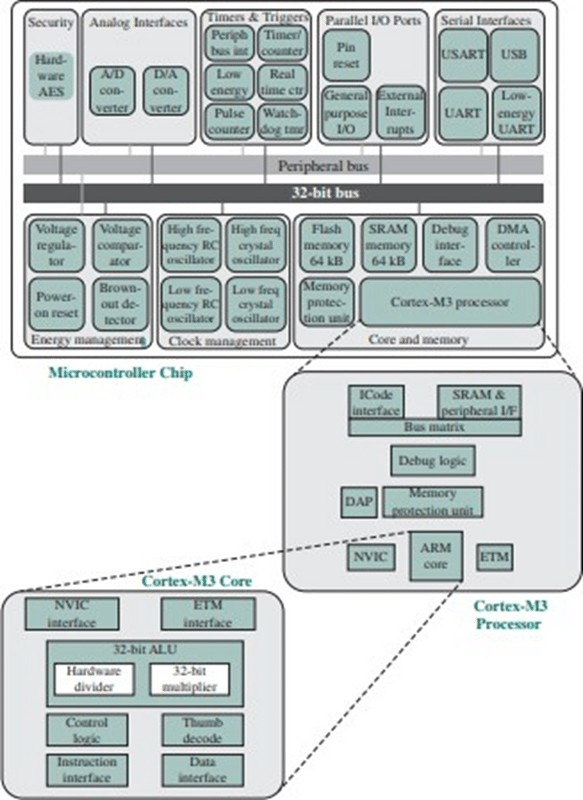 Security
Analog Interfaces
Timers & Triggers
Parallel I/O Ports
Serial Interfaces
Hard-
ware
AES
A/D
con-
verter
D/A
con-
verter
Periph
bus int
Timer/
counter
Low
energy
Real
time ctr
Pulse
counter
Watch-
dog tmr
Pin
reset
General
purpose
I/O
External
Inter-
rupts
USART
USB
UART
Low-
energy
UART
Peripheral bus
32-bit bus
Voltage
regula-
tor
Voltage
compar-
ator
Power-
on reset
Brown-
out de-
tector
Energy management
High fre-
quency RC
oscillator
High freq
crystal
oscillator
Low fre-
quency RC
oscillator
Low freq
crystal
oscillator
Clock management
Flash
memory
64 kB
SRAM
memory
64 kB
Debug
inter-
face
DMA
control-
ler
Memory
protec-
tion unit
Cortex-M3 processor
Core and memory
Microcontroller Chip
ICode
interface
SRAM &
peripheral I/F
Bus matrix
Debug logic
DAP
Memory
protection unit
NVIC
ARM
core
ETM
Cortex-M3
Processor
Cortex-M3 Core
NVIC
interface
ETM
interface
32-bit ALU
Hardware
divider
32-bit
multiplier
Control
logic
Thumb
decode
Instruction
interface
Data
interface